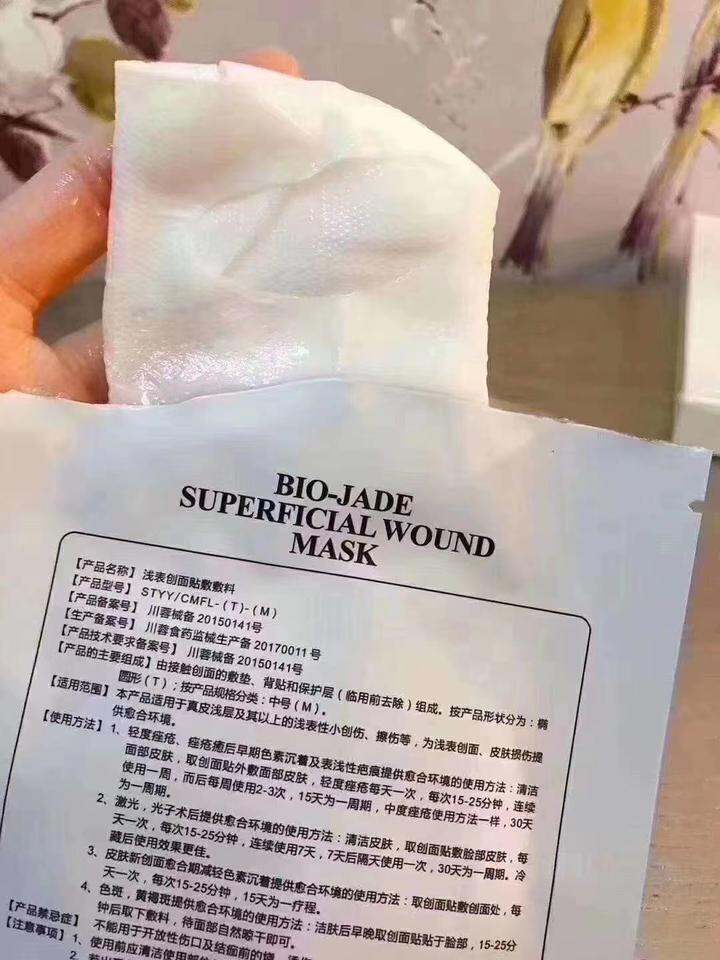 BIO-JADE
SUPERFICIAL WOUND
MASK
【产品名称】浅表创面贴敷敷料
【产品型号】STYY/CMFL-(T)-(M)
【产品备案号】川蓉械备20150141号
【生产备案号】川蓉食药监械生产备20170011号
【产品技术要求备案号】川蓉械备20150141号
【产品的主要组成】由接触创面的敷垫、背贴和保护层(临用前去除)组成。按产品形状分为:椭
圆形(T);按产品规格分类:中号(M)。
【适用范围】本产品适用于真皮浅层及其以上的浅表性小创伤、擦伤等,为浅表创面、皮肤损伤提
供愈合环境。
【使用方法】1、轻度痤疮、痤疮癒后早期色素沉着及表浅性疤痕提供愈合环境的使用方法:清洁
面部皮肤,取创面贴外敷面部皮肤,轻度痤疮每天一次,每次15-25分钟,连续
使用一周,而后每周使用2-3次,15天为一周期,中度痤疮使用方法一样,30天
为一周期。
2、激光,光子术后提供愈合环境的使用方法:清洁皮肤,取创面贴敷脸部皮肤,每
天一次,每次15-25分钟,连续使用7天,7天后隔天使用一次,30天为一周期。冷
藏后使用效果更佳。
3、皮肤新创面愈合期减轻色素沉着提供愈合环境的使用方法:取创面贴敷创面处,每
天一次,每次15-25分钟,15天为一疗程。
4、色斑,黄褐斑提供愈合环境的使用方法:洁肤后早晚取创面贴贴于脸部,15-25分
钟后取下敷料,待面部自然晾干即可。
【产品禁忌症】不能用于开放性伤口及结痂前的烧
【注意事项】1、使用前应清洁使用部
2、